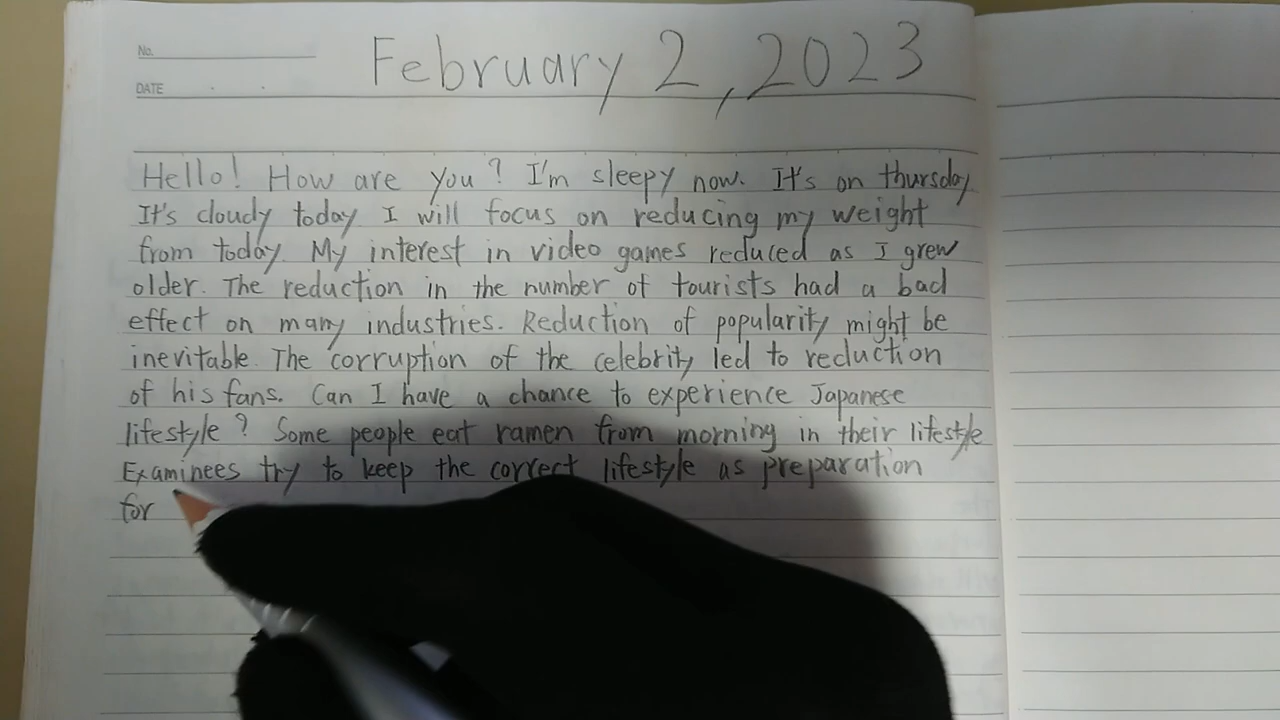 No.
DATE
February 2, 2023
Hello! How are you? I'm sleepy now. It's on thursday
It's cloudy today I will focus on reducing my weight
from today. My interest in video games reduced as I grew
older. The reduction in the number of tourists had a bad
effect on many industries. Reduction of popularity might be
inevitable. The corruption of the celebrity led to reduction
of his fans. Can I have a chance to experience Japanese
lifestyle? Some people eat ramen from morning in their lifestyle
Examinees try to keep the correct lifestyle as preparation
for